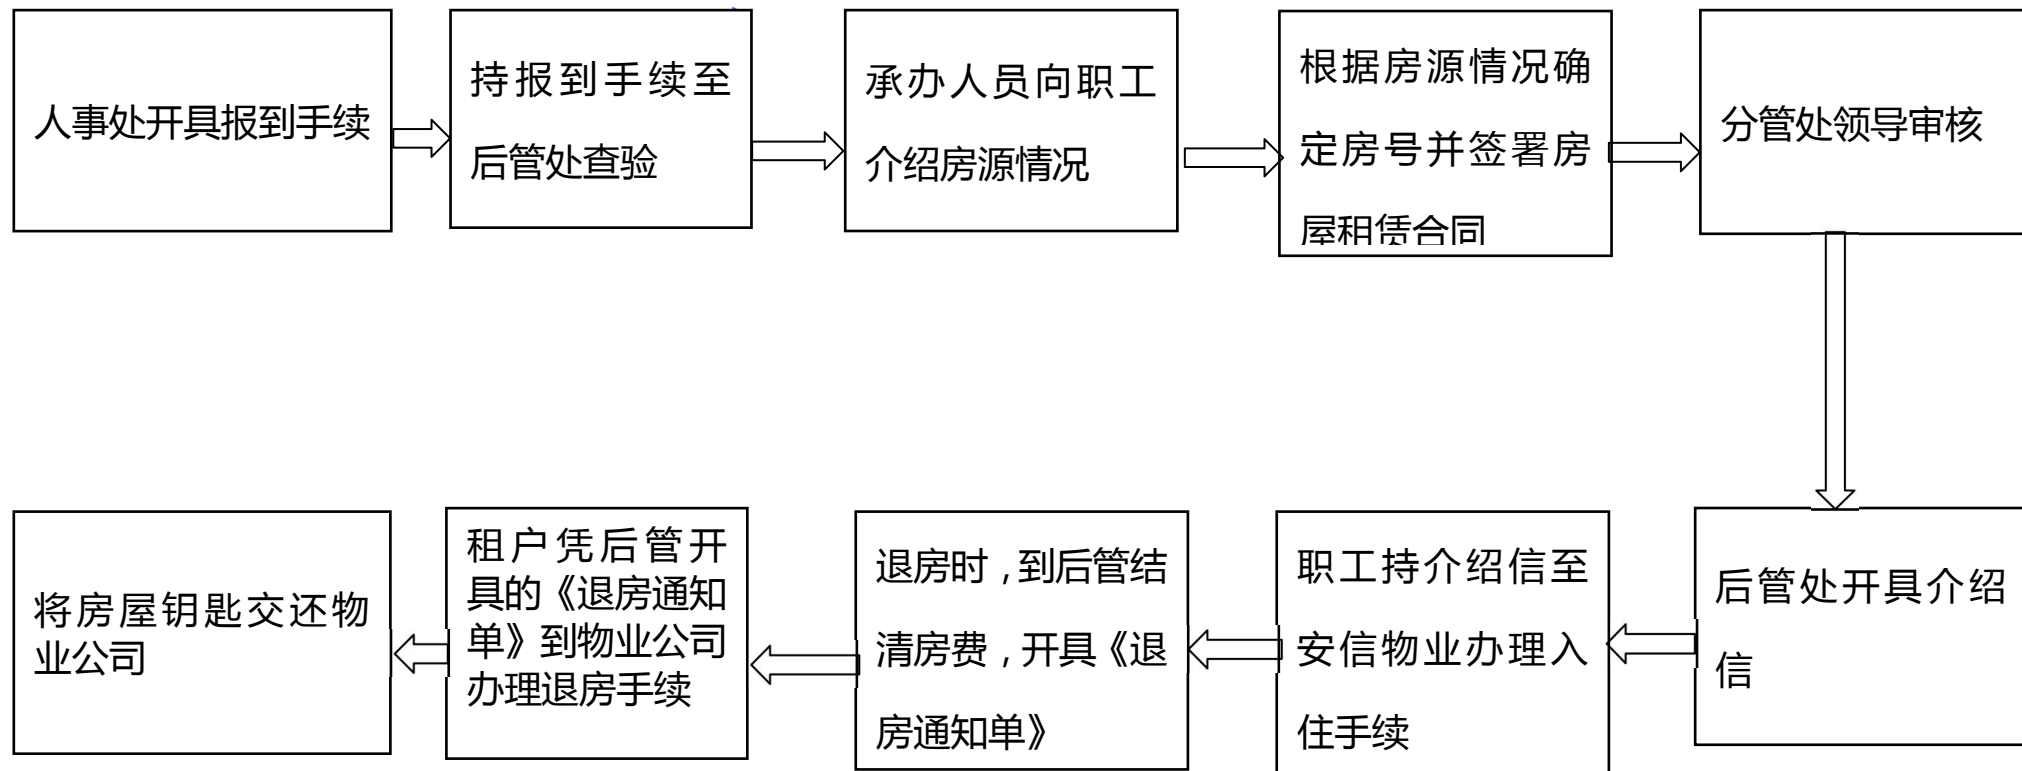 人事处开具报到手续
持报到手续至
后管处查验
承办人员向职工
介绍房源情况
根据房源情况确
定房号并签署房
屋租赁合同
分管处领导审核
后管处开具介绍
信
职工持介绍信至
安信物业办理入
住手续
退房时，到后管结
清房费，开具《退
房通知单》
租户凭后管开
具的《退房通知
单》到物业公司
办理退房手续
将房屋钥匙交还物
业公司